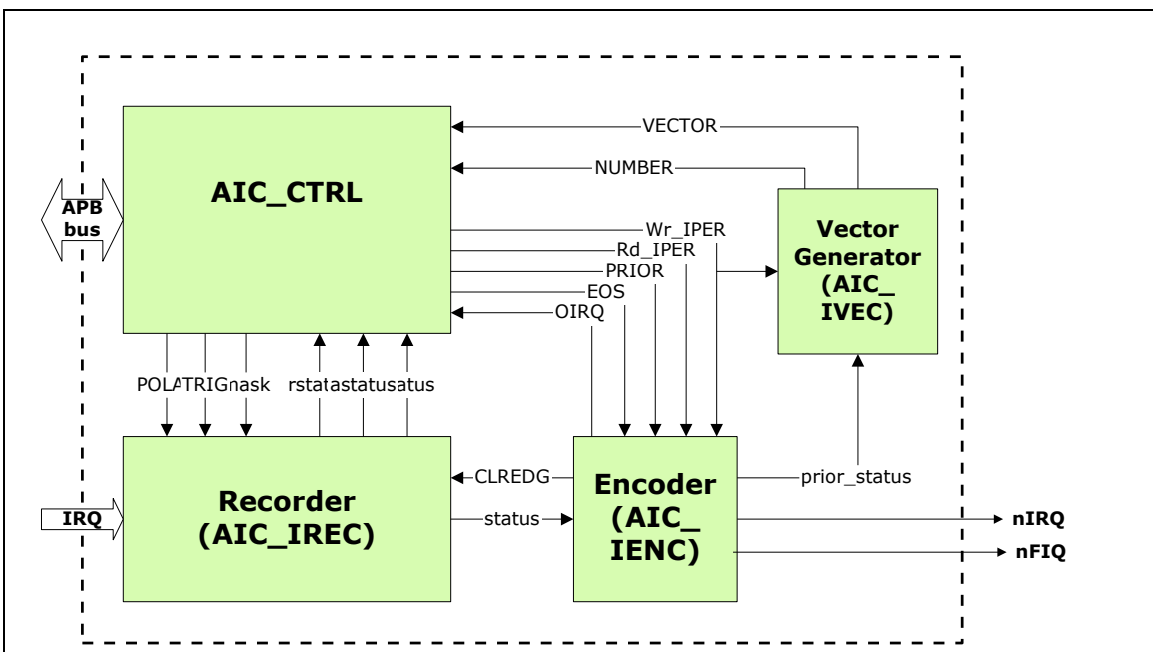 VECTOR
NUMBER
AIC_CTRL
APB
bus
Wr_IPER
Rd_IPER
PRIOR
EOS
OIRQ
Vector
Generator
(AIC_
IVEC)
TRIG
CLREDG
status
Recorder
(AIC_IREC)
IRQ
Encoder
(AIC_
IENC)
prior_status
nIRQ
nFIQ